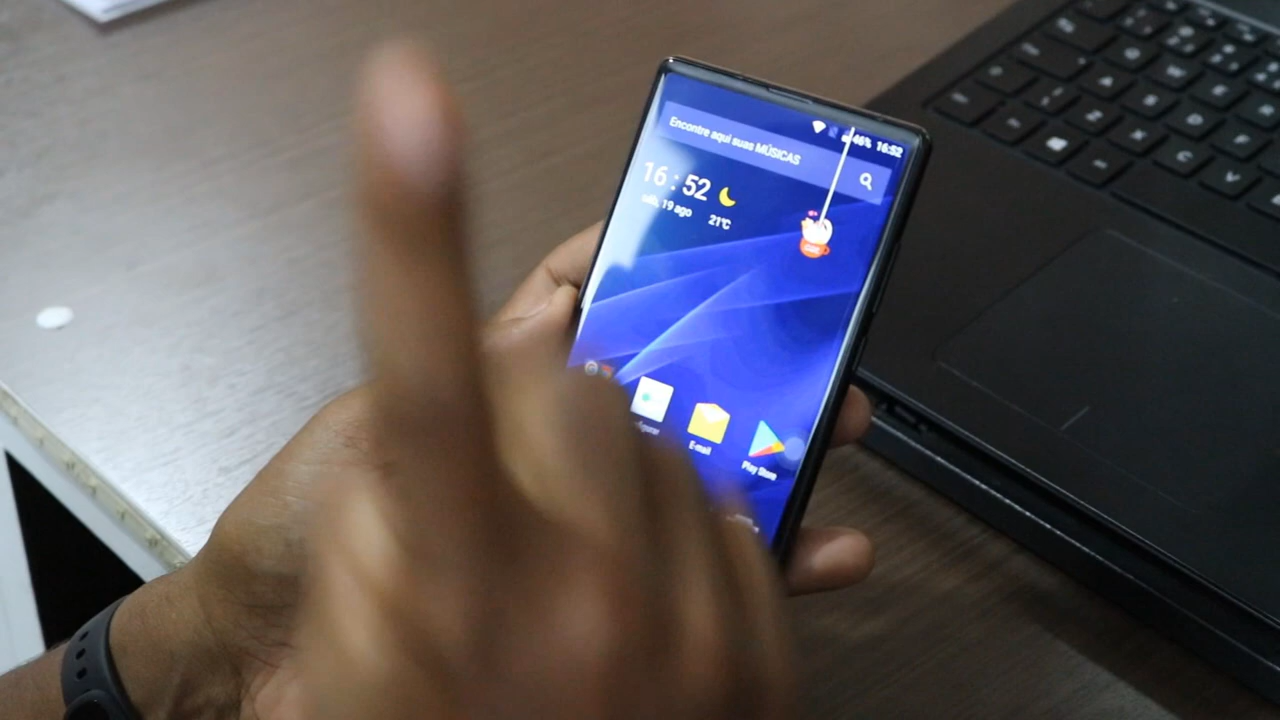 46% 16:52
Encontre aqui suas MÚSICAS
16:52
sáb, 19 ago 21°C
E-mail
Play Store
A
Z
X
D
C
F
V